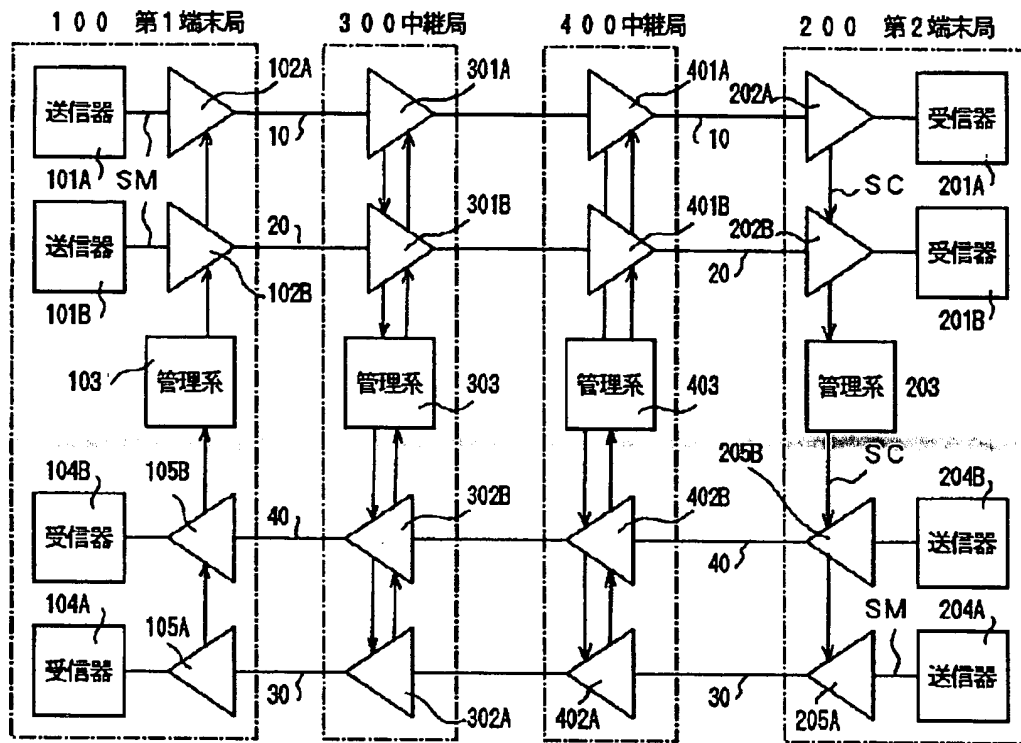 100 第1端末局
300中継局
400中継局
200 第2端末局
102A
301A
401A
202A
送信器
受信器
10
10
101A
SM
SC
201A
301B
401B
202B
20
送信器
受信器
20
101B
102B
201B
103
管理系
管理系
303
管理系
403
管理系
203
SC
104B
105B
302B
402B
205B
204B
受信器
40
40
送信器
104A
105A
SM
204A
受信器
30
302A
402A
30
205A
送信器